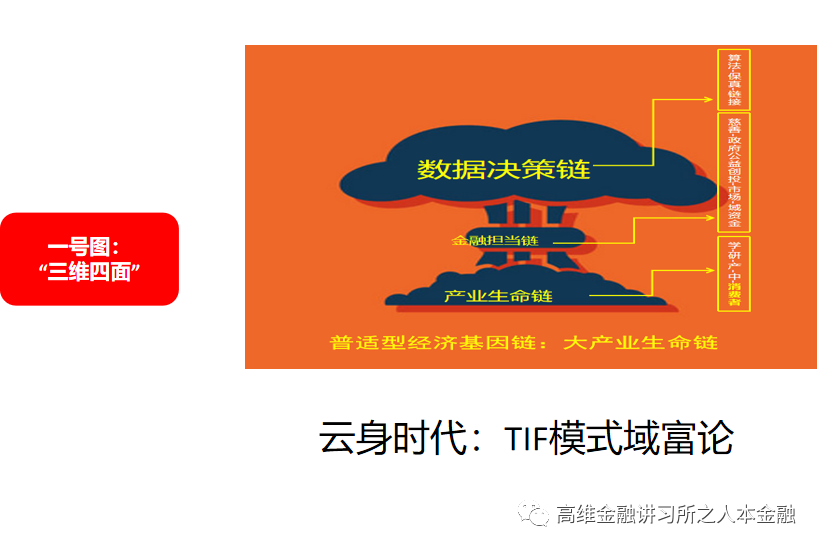 一号图：
“三维四面”
数据决策链
金融担当链
产业生命链
算法-保真-链接
慈善-政府公益创投-市场-域资金
学-研-产-中-消费者
普适型经济基因链：大产业生命链
云身时代：TIF模式域富论
高维金融讲习所之人本金融